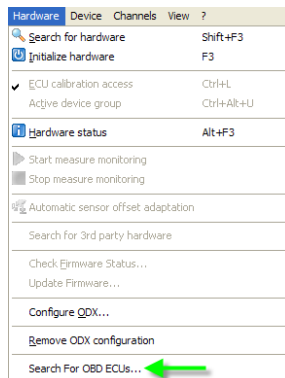 Hardware Device Channels View ?
Search for hardware Shift+F3
Initialize hardware F3
ECU calibration access Ctrl+L
Active device group Ctrl+Alt+U
Hardware status Alt+F3
Start measure monitoring
Stop measure monitoring
Automatic sensor offset adaptation
Search for 3rd party hardware
Check Firmware Status...
Update Firmware...
Configure ODX...
Remove ODX configuration
Search For OBD ECUs...